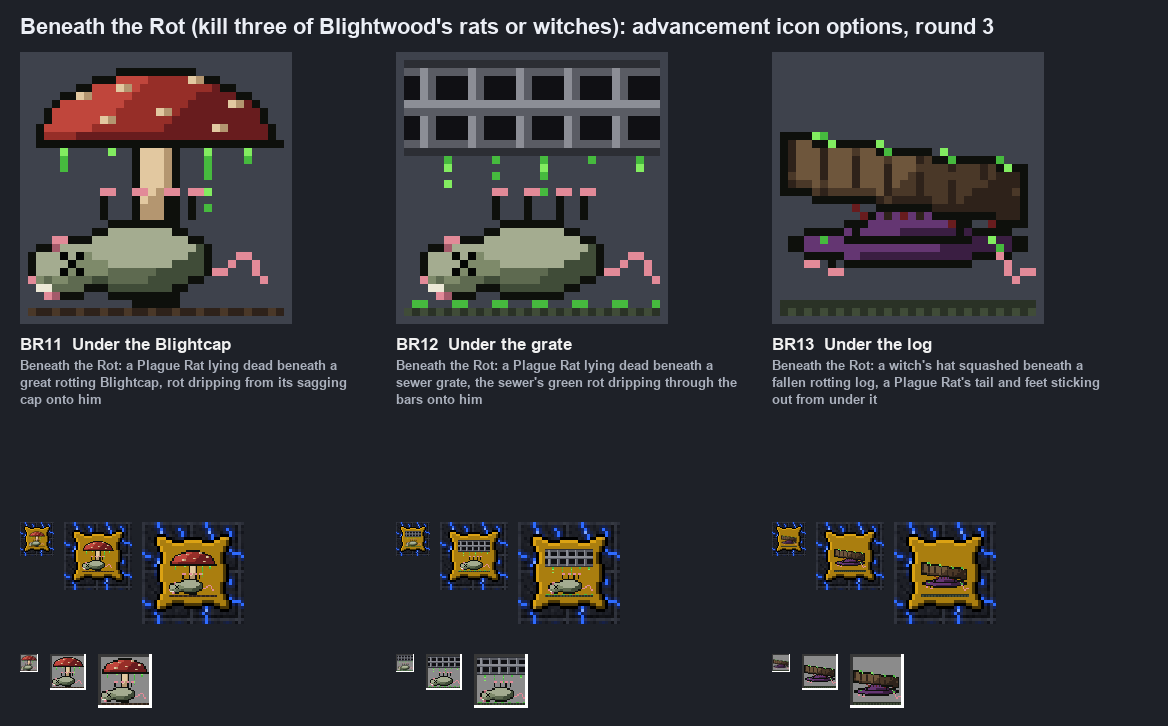 Beneath the Rot (kill three of Blightwood's rats or witches): advancement icon options, round 3
BR11 Under the Blightcap
Beneath the Rot: a Plague Rat lying dead beneath a
great rotting Blightcap, rot dripping from its sagging
cap onto him
BR12 Under the grate
Beneath the Rot: a Plague Rat lying dead beneath a
sewer grate, the sewer's green rot dripping through the
bars onto him
BR13 Under the log
Beneath the Rot: a witch's hat squashed beneath a
fallen rotting log, a Plague Rat's tail and feet sticking
out from under it